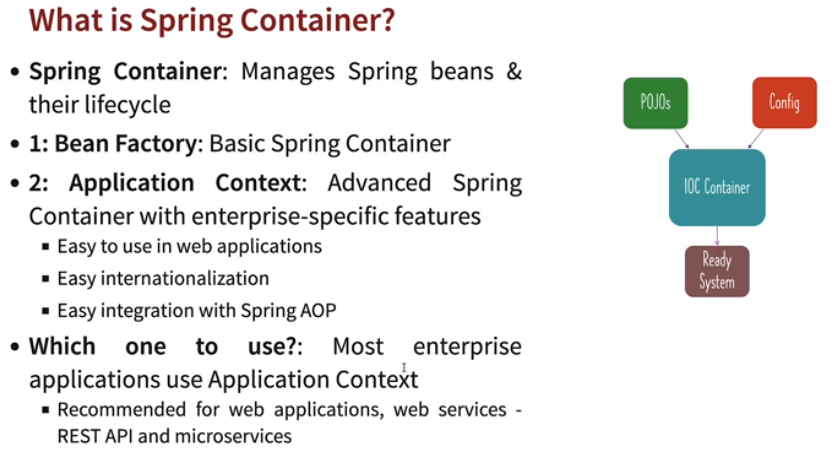 What is Spring Container?
• Spring Container: Manages Spring beans &
their lifecycle
• 1: Bean Factory: Basic Spring Container
• 2: Application Context: Advanced Spring
Container with enterprise-specific features
▪ Easy to use in web applications
▪ Easy internationalization
▪ Easy integration with Spring AOP
• Which one to use?: Most enterprise
applications use Application Context
▪ Recommended for web applications, web services -
REST API and microservices
POJOs
Config
IOC Container
Ready
System